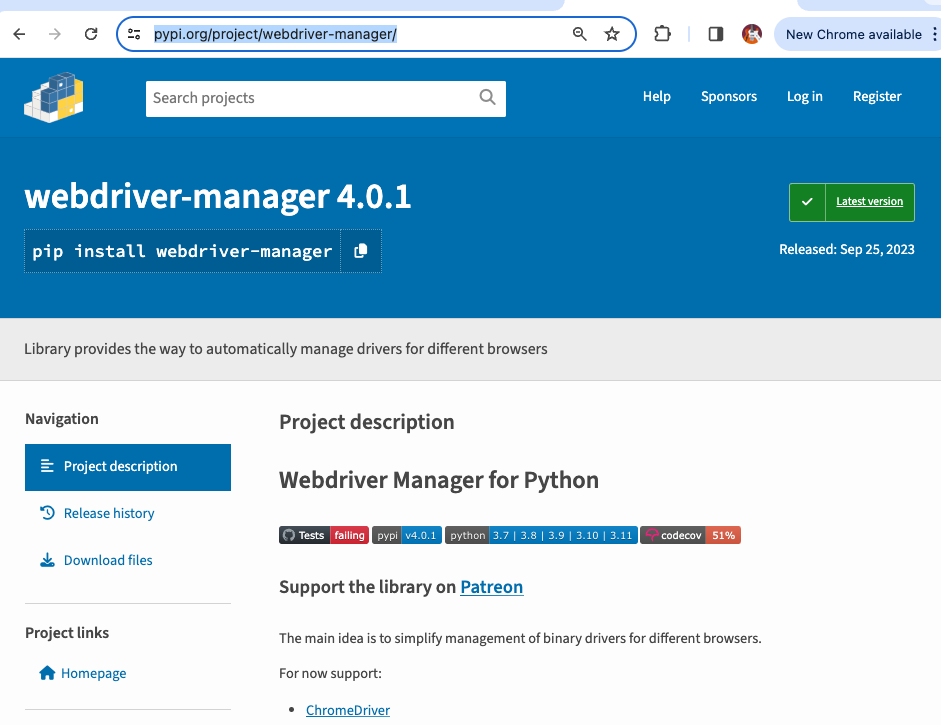 pypi.org/project/webdriver-manager/
New Chrome available
Search projects
Help Sponsors Log in Register
webdriver-manager 4.0.1
Latest version
pip install webdriver-manager
Released: Sep 25, 2023
Library provides the way to automatically manage drivers for different browsers
Navigation
Project description
Release history
Download files
Project links
Homepage
Project description
Webdriver Manager for Python
Tests failing pypi v4.0.1 python 3.7 | 3.8 | 3.9 | 3.10 | 3.11 codecov 51%
Support the library on Patreon
The main idea is to simplify management of binary drivers for different browsers.
For now support:
• ChromeDriver